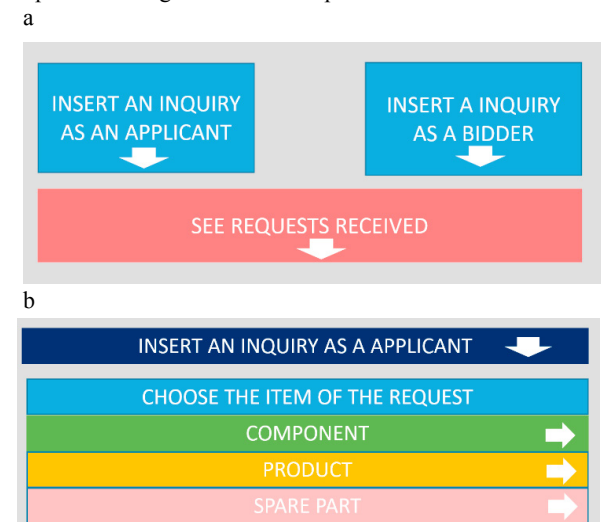 a
INSERT AN INQUIRY
AS AN APPLICANT
INSERT A INQUIRY
AS A BIDDER
SEE REQUESTS RECEIVED
b
INSERT AN INQUIRY AS A APPLICANT
CHOOSE THE ITEM OF THE REQUEST
COMPONENT
PRODUCT
SPARE PART